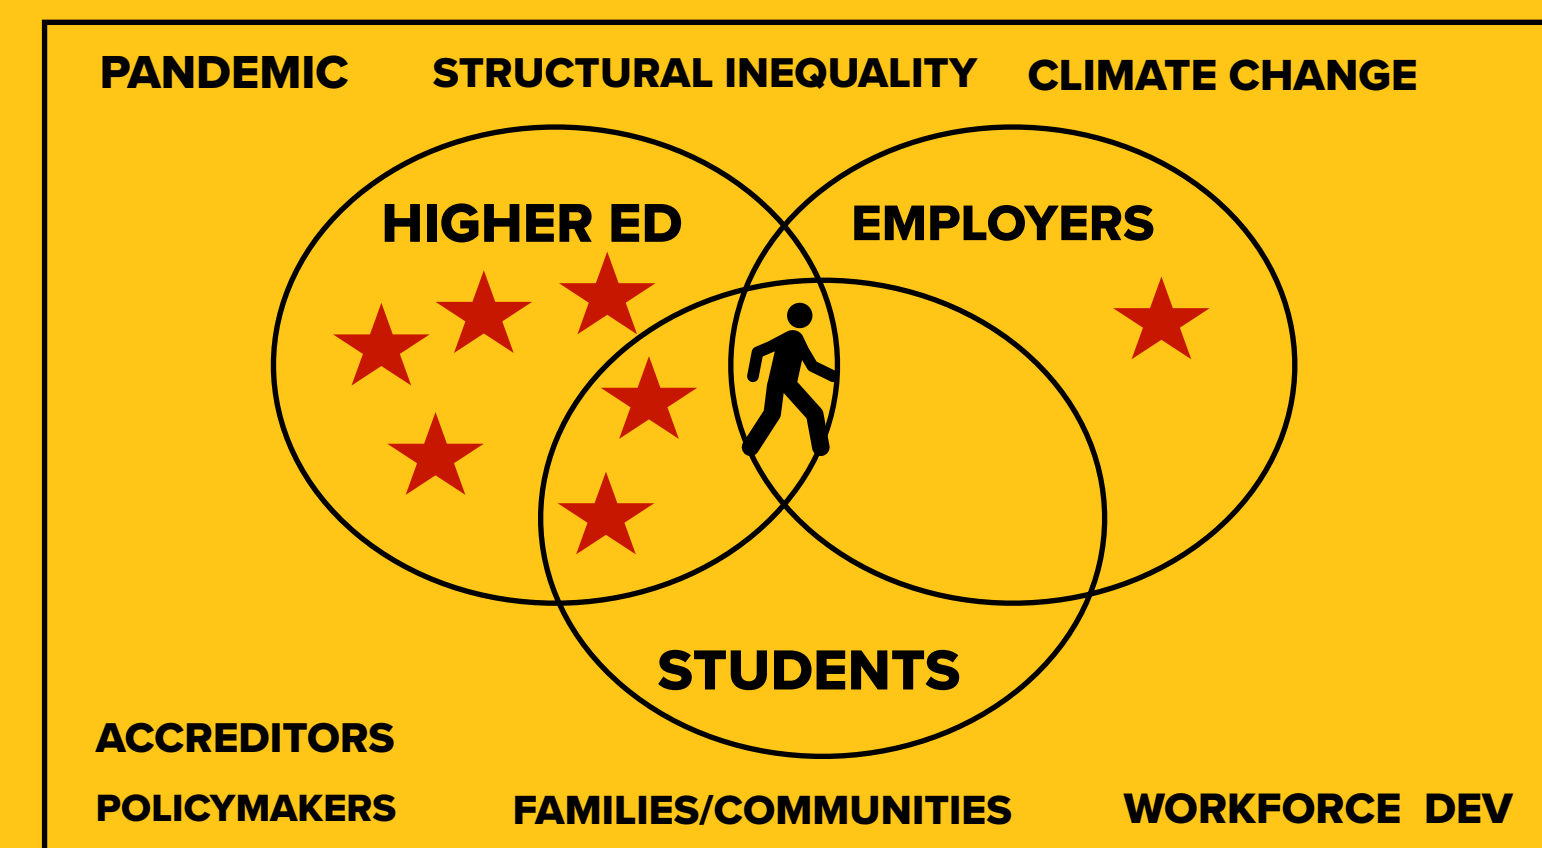 PANDEMIC
STRUCTURAL INEQUALITY
CLIMATE CHANGE
HIGHER ED
EMPLOYERS
STUDENTS
ACCREDITORS
POLICYMAKERS
FAMILIES/COMMUNITIES
WORKFORCE DEV